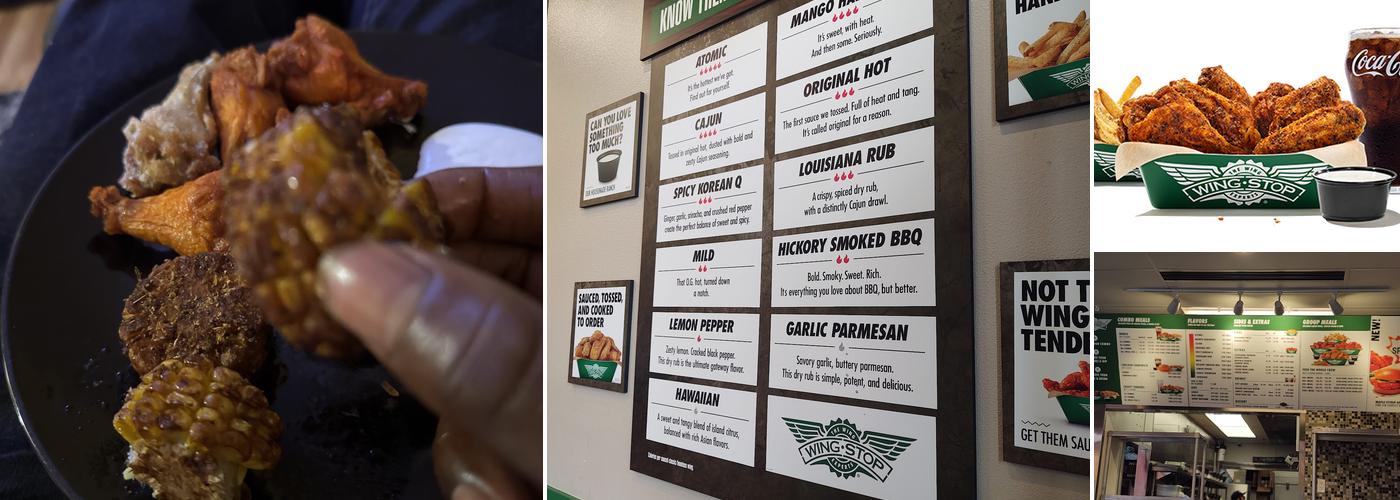 KNOW THE
ATOMIC
It's the hottest we've got.
Find out for yourself.
CAJUN
Tossed in original hot, dusted with bold and
zesty Cajun seasoning.
SPICY KOREAN Q
Ginger, garlic, sriracha, and crushed red pepper
create the perfect balance of sweet and spicy.
MILD
That O.G. hot, turned down
a notch.
LEMON PEPPER
Zesty lemon. Cracked black pepper.
This dry rub is the ultimate gateway flavor.
HAWAIIAN
A sweet and tangy blend of island citrus,
balanced with rich Asian flavors.
MANGO HA
It's sweet, with heat.
And then some. Seriously.
ORIGINAL HOT
The first sauce we tossed. Full of heat and tang.
It's called original for a reason.
LOUISIANA RUB
A crispy, spiced dry rub,
with a distinctly Cajun drawl.
HICKORY SMOKED BBQ
Bold. Smoky. Sweet. Rich.
It's everything you love about BBQ, but better.
GARLIC PARMESAN
Savory garlic, buttery parmesan.
This dry rub is simple, potent, and delicious.
THE WING
WING·STOP
EXPERTS
CAN YOU LOVE
SOMETHING
TOO MUCH?
OUR HOUSEMADE RANCH
SAUCED, TOSSED,
AND COOKED
TO ORDER
HAN
NOT T
WING
TENDE
GET THEM SAU
THE WING
WING·STOP
EXPERTS
Coca-C
COMBO MEALS
FLAVORS
SIDES & EXTRAS
GROUP MEALS
NEW!